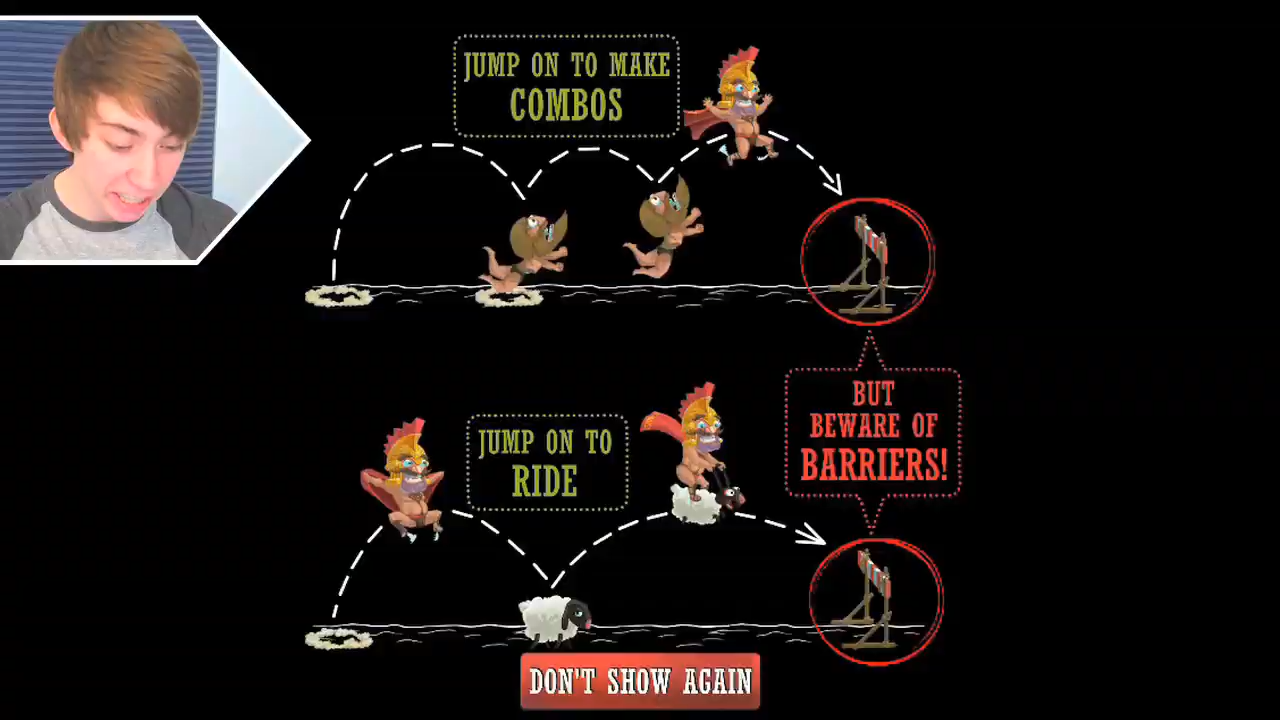 JUMP ON TO MAKE
COMBOS
JUMP ON TO
RIDE
BUT
BEWARE OF
BARRIERS!
DON'T SHOW AGAIN